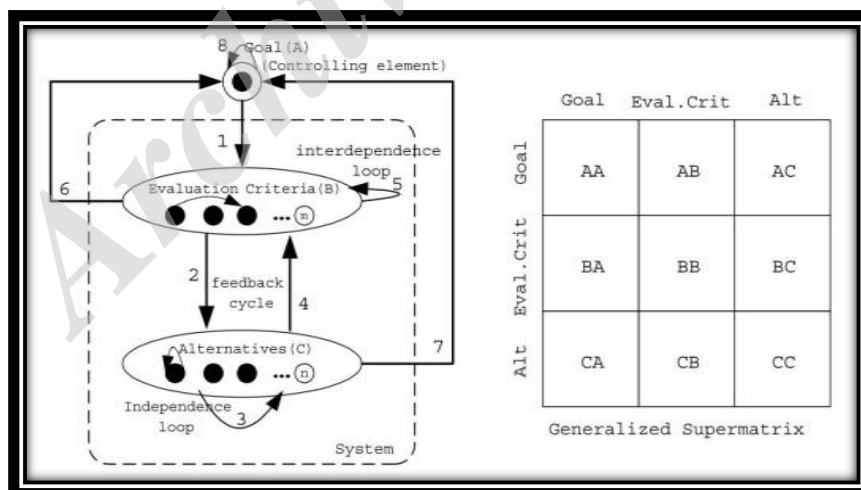 8 Goal(A)
(Controlling element)
1
interdependence
loop
5
6
Evaluation Criteria(B)
... n
2
feedback
cycle
4
7
Alternatives(C)
... n
Independence
loop
3
System
Goal Eval.Crit Alt
Goal
AA AB AC
Eval.Crit
BA BB BC
Alt
CA CB CC
Generalized Supermatrix
Archiv